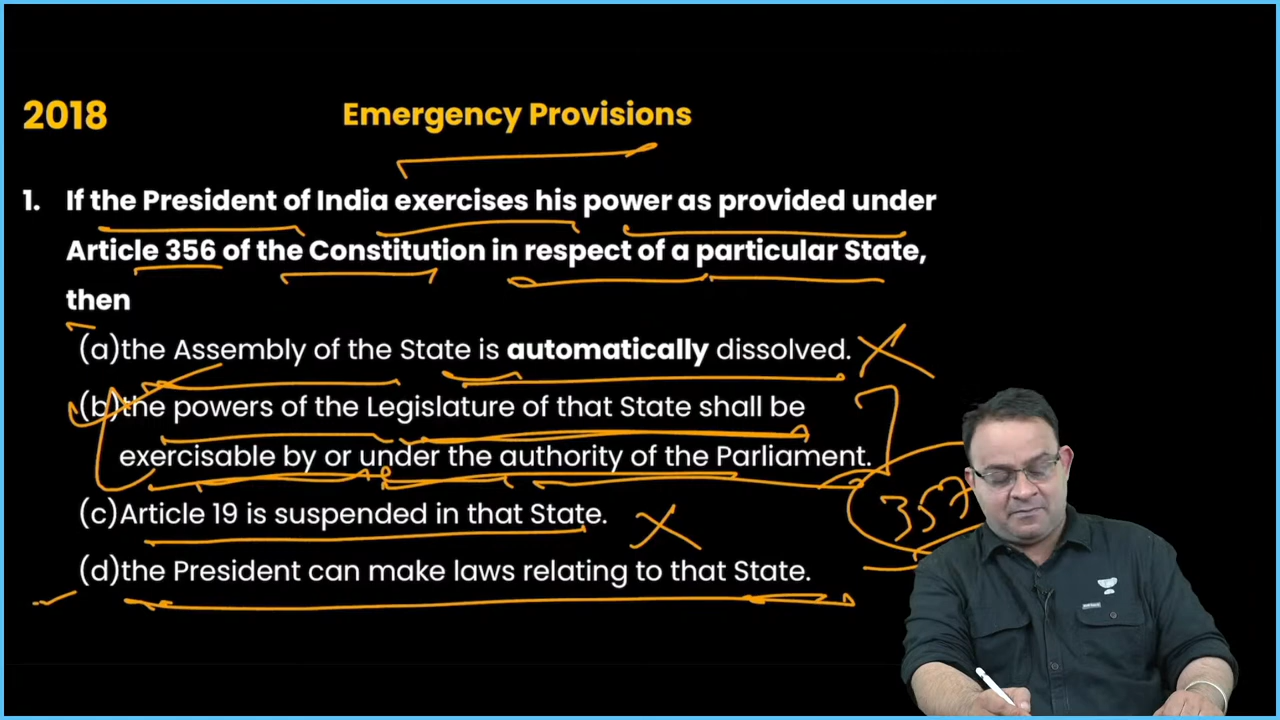 2018 Emergency Provisions
1. If the President of India exercises his power as provided under
Article 356 of the Constitution in respect of a particular State,
then
(a)the Assembly of the State is automatically dissolved.
(b)the powers of the Legislature of that State shall be
exercisable by or under the authority of the Parliament.
357
(c)Article 19 is suspended in that State.
(d)the President can make laws relating to that State.